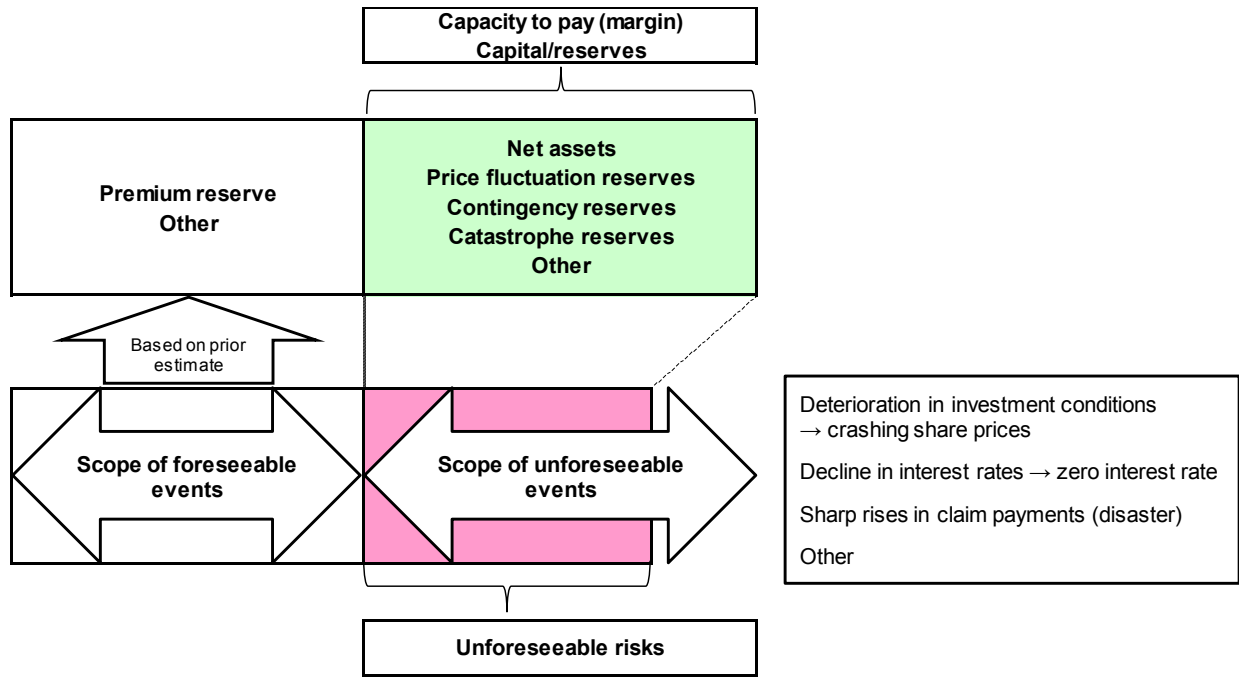 Capacity to pay (margin)
Capital/reserves
Premium reserve
Other
Net assets
Price fluctuation reserves
Contingency reserves
Catastrophe reserves
Other
Based on prior
estimate
Scope of foreseeable
events
Scope of unforeseeable
events
Deterioration in investment conditions
→ crashing share prices
Decline in interest rates → zero interest rate
Sharp rises in claim payments (disaster)
Other
Unforeseeable risks